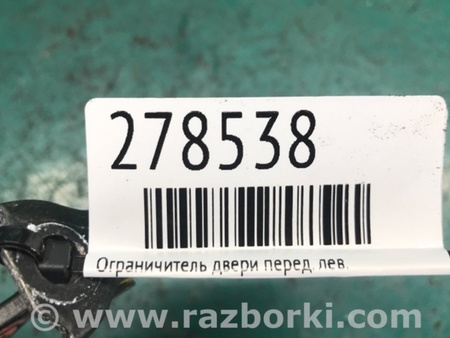 278538
Ограничитель двери перед. лев.
www.razborki.com